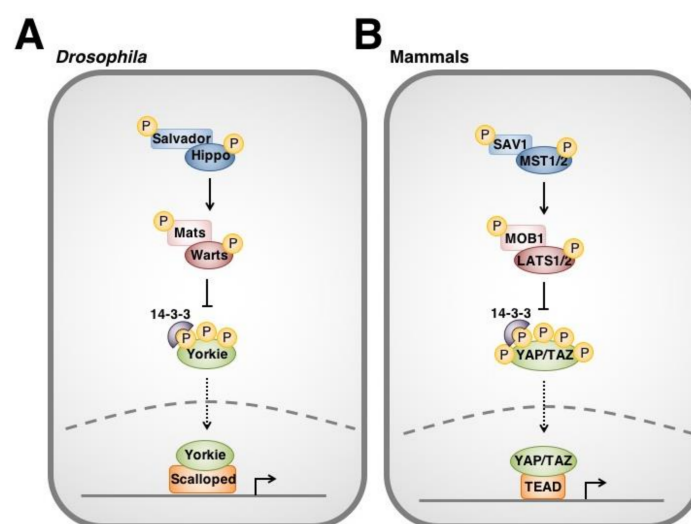 A
Drosophila
P
Salvador
Hippo
P
P
Mats
Warts
P
14-3-3
P
P
P
Yorkie
Yorkie
Scalloped
B
Mammals
P
SAV1
MST1/2
P
P
MOB1
LATS1/2
P
14-3-3
P
P
P
P
P
YAP/TAZ
YAP/TAZ
TEAD